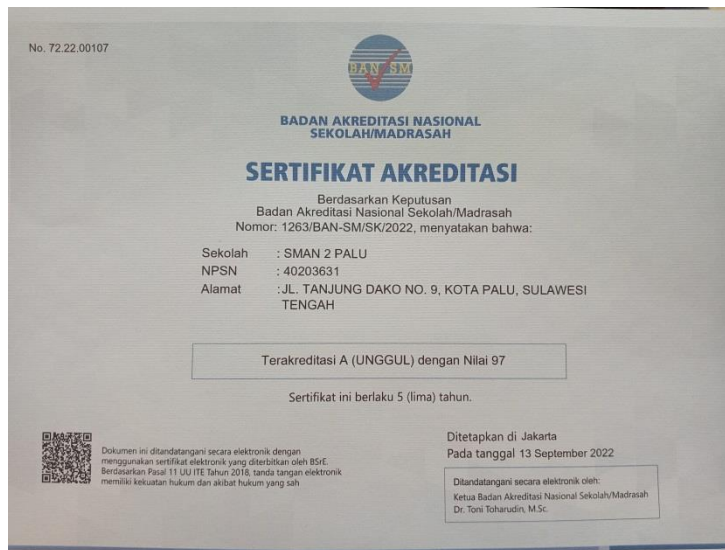 No. 72.22.00107
BAN SM
BADAN AKREDITASI NASIONAL
SEKOLAH/MADRASAH
SERTIFIKAT AKREDITASI
Berdasarkan Keputusan
Badan Akreditasi Nasional Sekolah/Madrasah
Nomor: 1263/BAN-SM/SK/2022, menyatakan bahwa:
Sekolah : SMAN 2 PALU
NPSN : 40203631
Alamat :JL. TANJUNG DAKO NO. 9, KOTA PALU, SULAWESI
TENGAH
Terakreditasi A (UNGGUL) dengan Nilai 97
Sertifikat ini berlaku 5 (lima) tahun.
Dokumen ini ditandatangani secara elektronik dengan
menggunakan sertifikat elektronik yang diterbitkan oleh BSrE.
Berdasarkan Pasal 11 UU ITE Tahun 2018, tanda tangan elektronik
memiliki kekuatan hukum dan akibat hukum yang sah
Ditetapkan di Jakarta
Pada tanggal 13 September 2022
Ditandatangani secara elektronik oleh:
Ketua Badan Akreditasi Nasional Sekolah/Madrasah
Dr. Toni Toharudin, M.Sc.